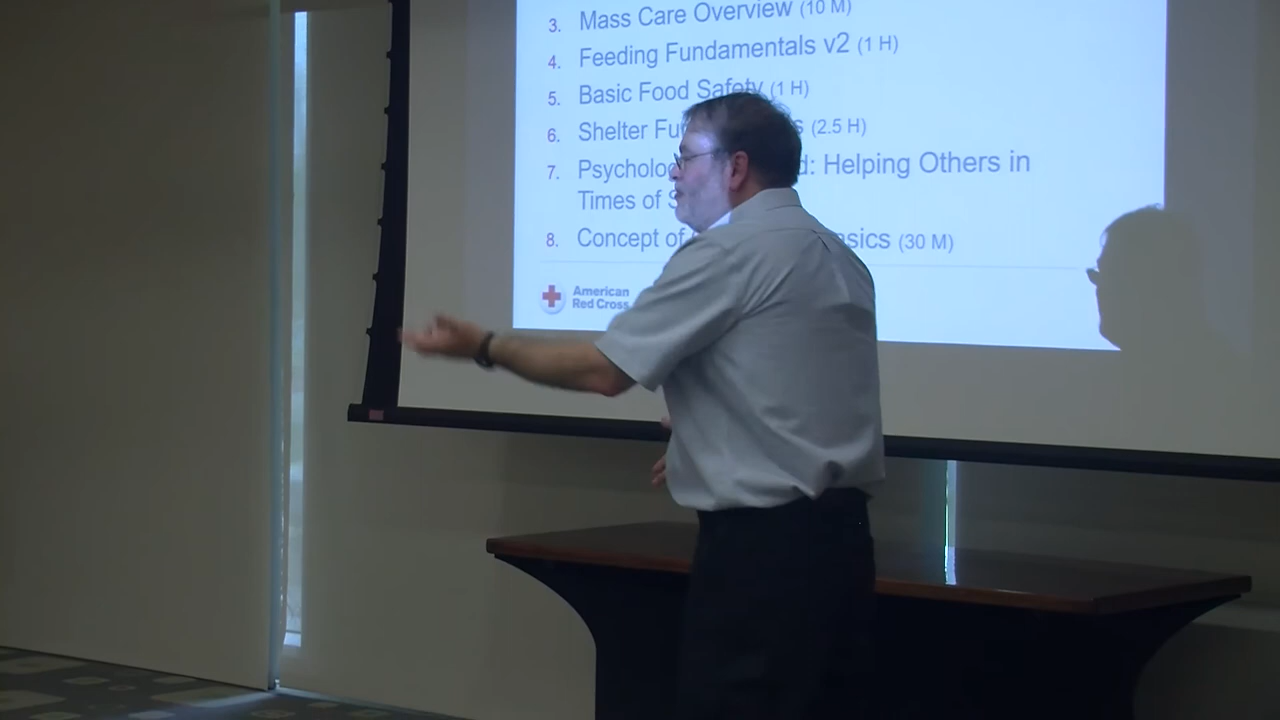 3. Mass Care Overview (10 M)
4. Feeding Fundamentals v2 (1 H)
5. Basic Food Safety (1 H)
6. Shelter Fu s (2.5 H)
7. Psycholo d: Helping Others in
Times of S
8. Concept of asics (30 M)
American
Red Cross